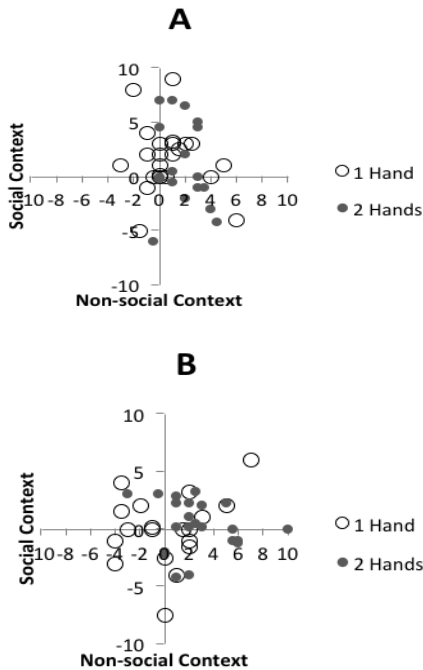 A
10
5
0
-5
-10
-10 -8 -6 -4 -2 0 2 4 6 8 10
Social Context
Non-social Context
1 Hand
2 Hands
B
10
5
0
-5
-10
-10 -8 -6 -4 -2 0 2 4 6 8 10
Social Context
Non-social Context
1 Hand
2 Hands